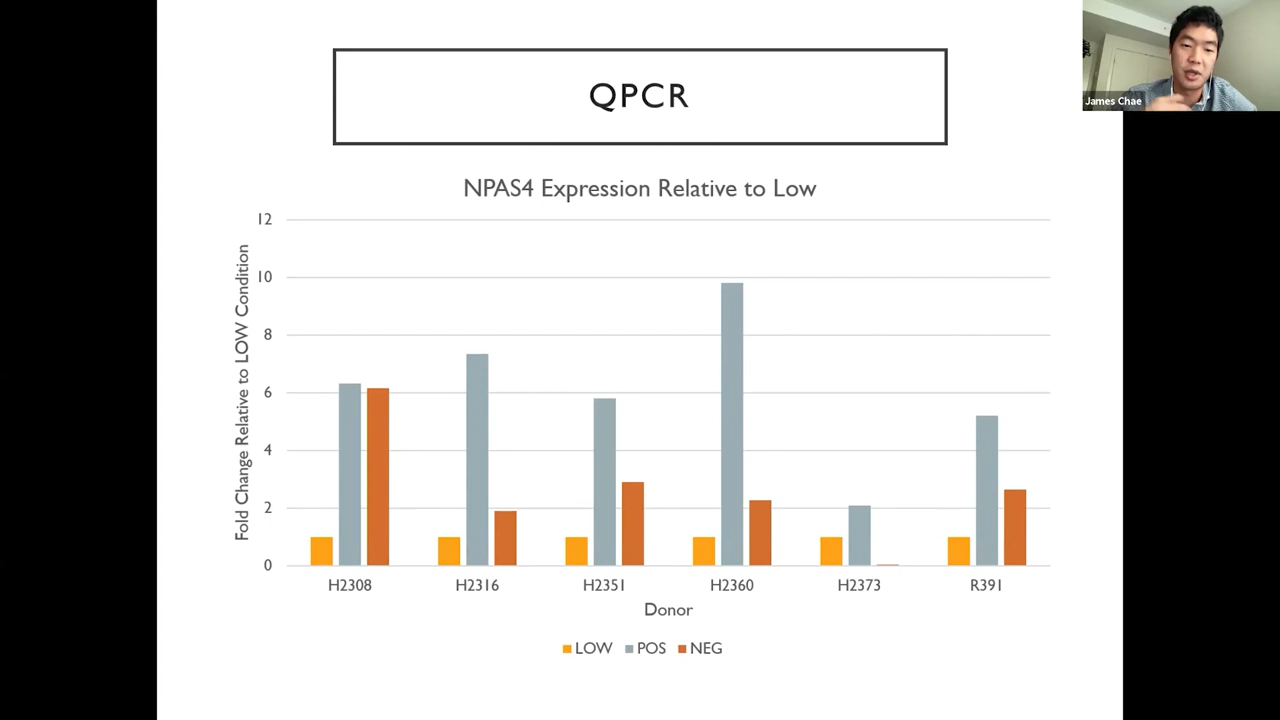 QPCR
James Chae
NPAS4 Expression Relative to Low
Fold Change Relative to LOW Condition
12
10
8
6
4
2
0
H2308 H2316 H2351 H2360 H2373 R391
Donor
LOW POS NEG